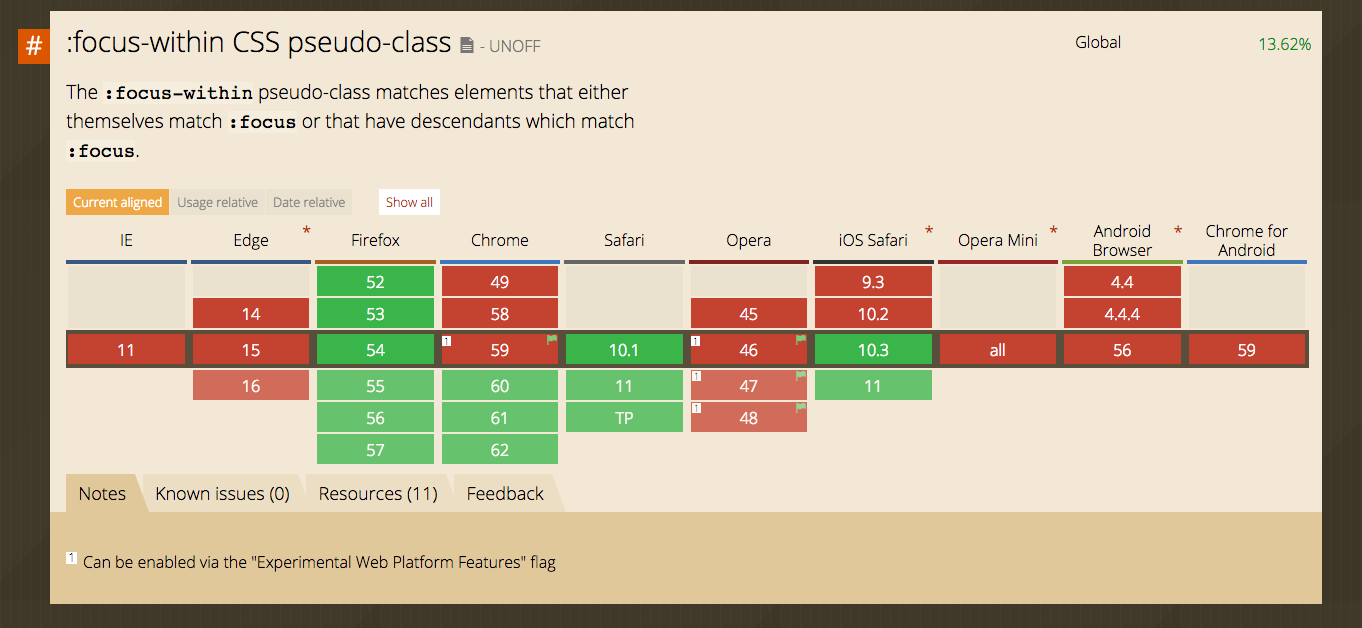 # :focus-within CSS pseudo-class - UNOFF Global 13.62%
The :focus-within pseudo-class matches elements that either
themselves match :focus or that have descendants which match
:focus.
Current aligned Usage relative Date relative Show all
IE Edge * Firefox Chrome Safari Opera iOS Safari * Opera Mini * Android Browser * Chrome for Android
52 49 9.3 4.4
14 53 58 45 10.2 4.4.4
11 15 54 1 59 10.1 1 46 10.3 all 56 59
16 55 60 11 1 47 11
56 61 TP 1 48
57 62
Notes Known issues (0) Resources (11) Feedback
1 Can be enabled via the "Experimental Web Platform Features" flag